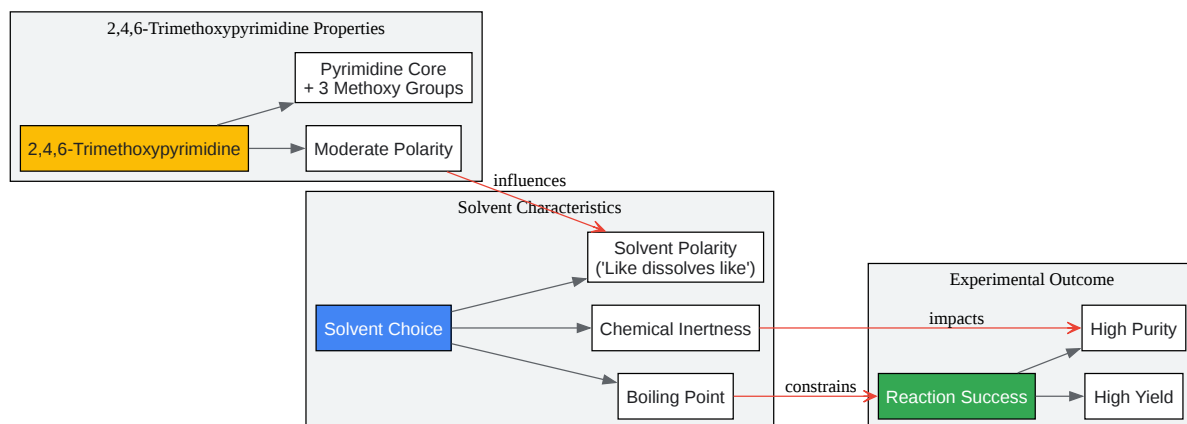 2,4,6-Trimethoxypyrimidine Properties
Pyrimidine Core
+ 3 Methoxy Groups
2,4,6-Trimethoxypyrimidine
Moderate Polarity
influences
Solvent Characteristics
Solvent Polarity
('Like dissolves like')
Solvent Choice
Chemical Inertness
Boiling Point
impacts
constrains
Experimental Outcome
High Purity
Reaction Success
High Yield